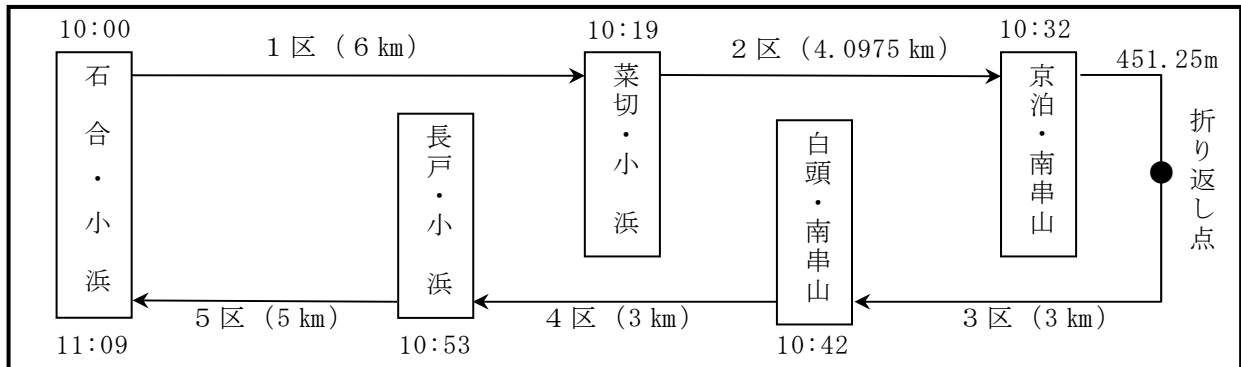 10:00
1区(6㎞)
10:19
2区(4.0975㎞)
10:32
451.25m
石合・小浜
菜切・小浜
京泊・南串山
折り返し点
長戸・小浜
白頭・南串山
5区(5㎞)
4区(3㎞)
3区(3㎞)
11:09
10:53
10:42